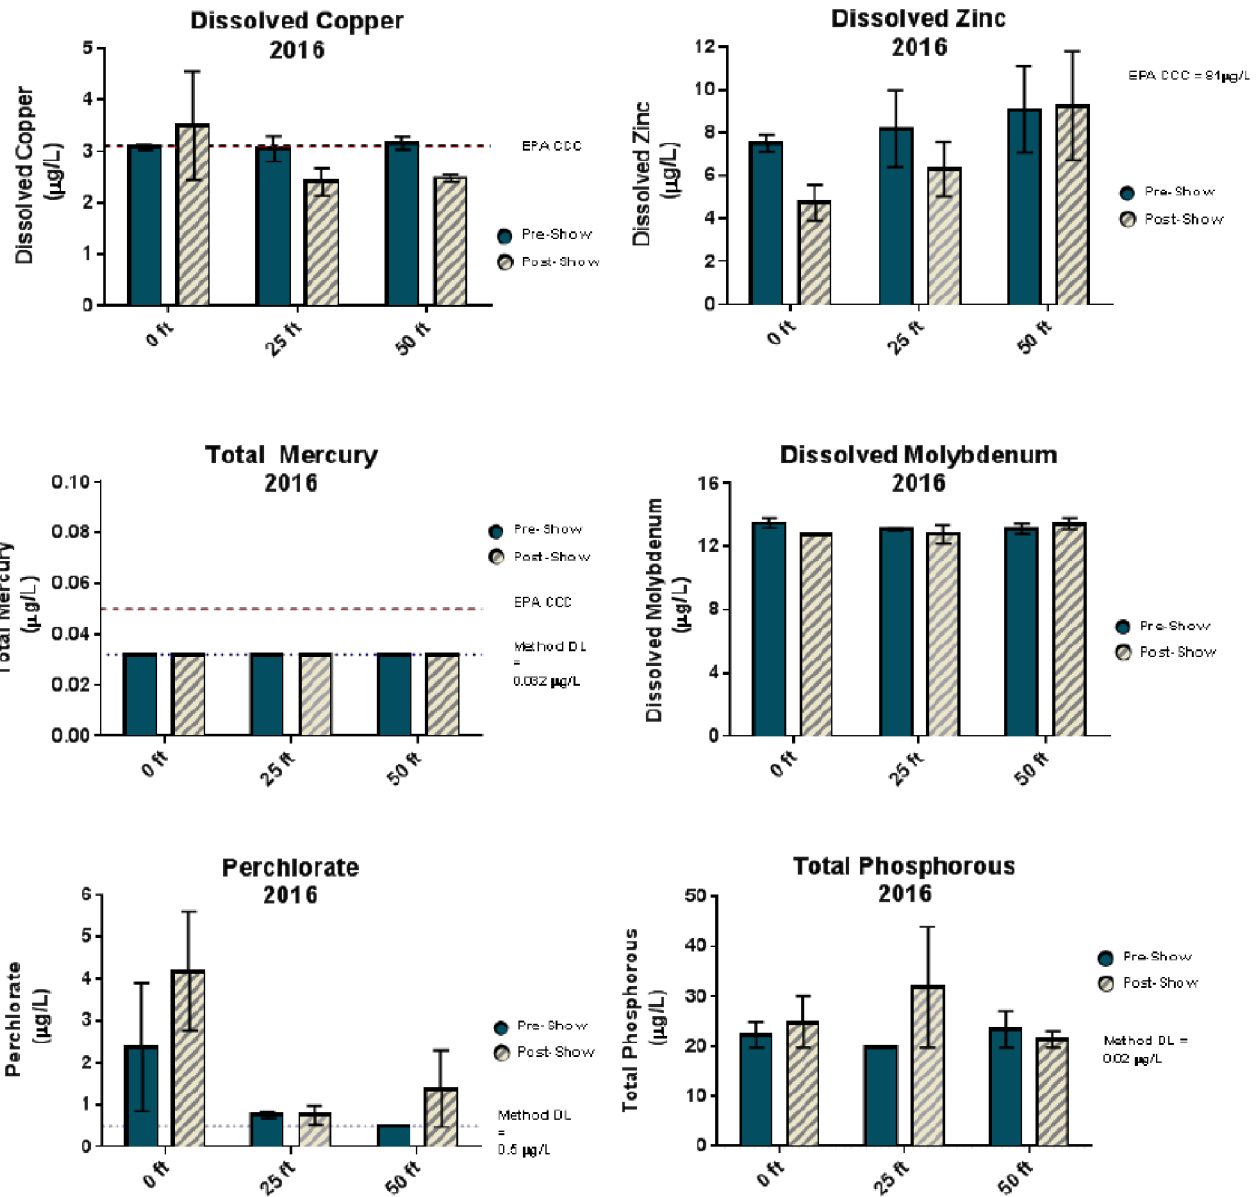 Dissolved Copper
2016
Dissolved Copper
(µg/L)
5
4
3
2
1
0
0 ft
25 ft
50 ft
EPA CCC
Pre-Show
Post-Show
Dissolved Zinc
2016
Dissolved Zinc
(µg/L)
12
10
8
6
4
2
0
0 ft
25 ft
50 ft
EPA CCC = 81µg/L
Pre-Show
Post-Show
Total Mercury
2016
Total Mercury
(µg/L)
0.10
0.08
0.06
0.04
0.02
0.00
0 ft
25 ft
50 ft
Pre-Show
Post-Show
EPA CCC
Method DL
=
0.032 µg/L
Dissolved Molybdenum
2016
Dissolved Molybdenum
(µg/L)
16
12
8
4
0
0 ft
25 ft
50 ft
Pre-Show
Post-Show
Perchlorate
2016
Perchlorate
(µg/L)
6
5
4
3
2
1
0
0 ft
25 ft
50 ft
Pre-Show
Post-Show
Method DL
=
0.5 µg/L
Total Phosphorous
2016
Total Phosphorous
(µg/L)
50
40
30
20
10
0
0 ft
25 ft
50 ft
Pre-Show
Post-Show
Method DL =
0.02 µg/L